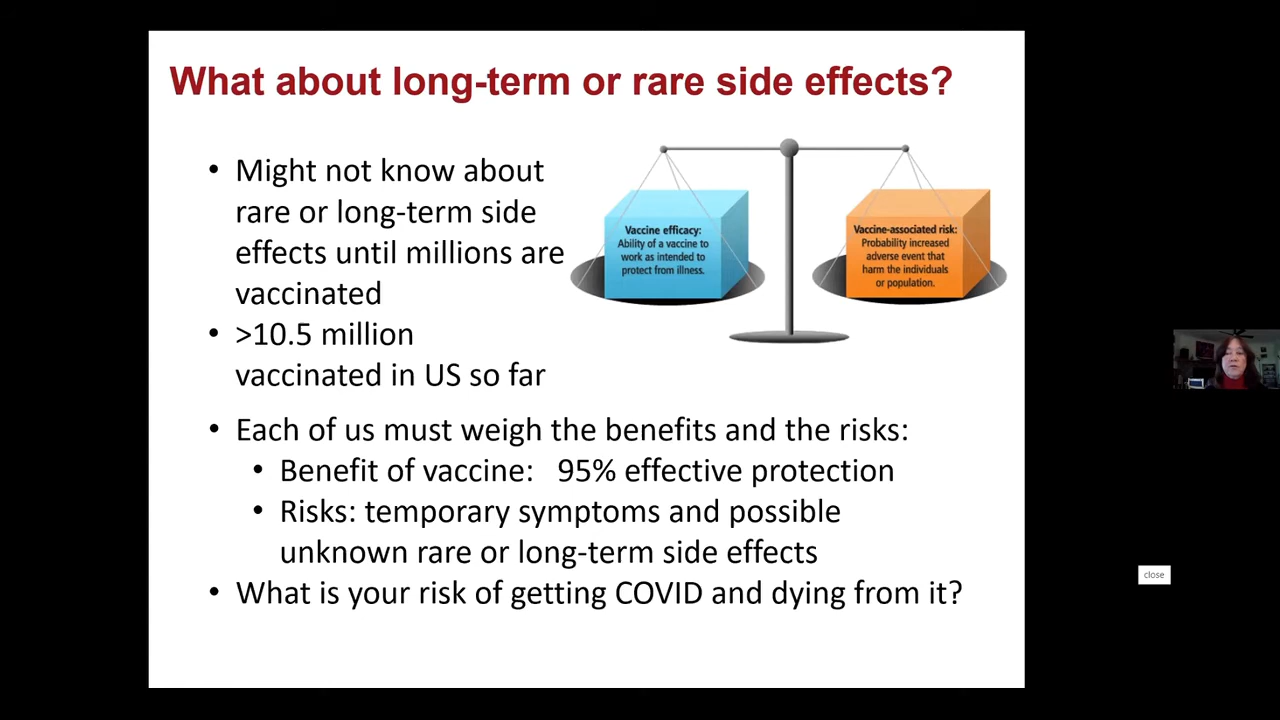 What about long-term or rare side effects?
• Might not know about
rare or long-term side
effects until millions are
vaccinated
• >10.5 million
vaccinated in US so far
Vaccine efficacy:
Ability of a vaccine to
work as intended to
protect from illness.
Vaccine-associated risk:
Probability increased
adverse event that
harm the individuals
or population.
• Each of us must weigh the benefits and the risks:
• Benefit of vaccine: 95% effective protection
• Risks: temporary symptoms and possible
unknown rare or long-term side effects
• What is your risk of getting COVID and dying from it?
close